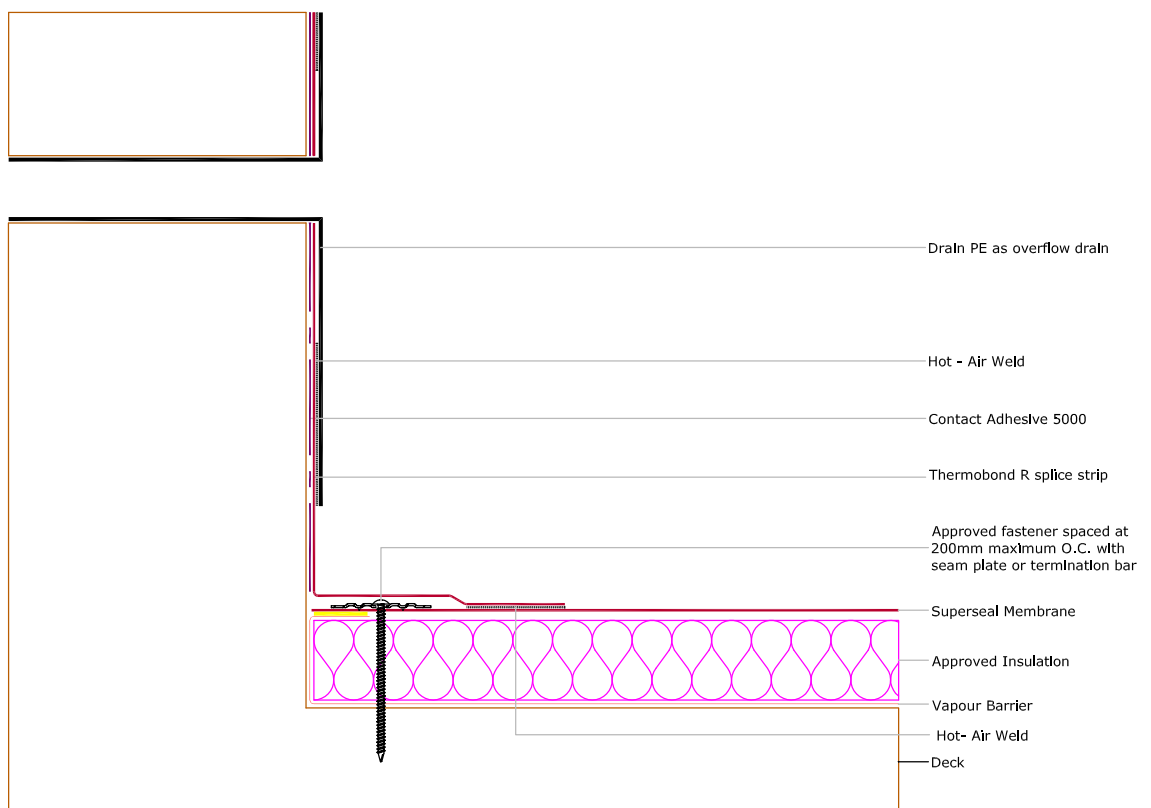 Drain PE as overflow drain
Hot - Air Weld
Contact Adhesive 5000
Thermobond R splice strip
Approved fastener spaced at
200mm maximum O.C. with
seam plate or termination bar
Superseal Membrane
Approved Insulation
Vapour Barrier
Hot- Air Weld
Deck